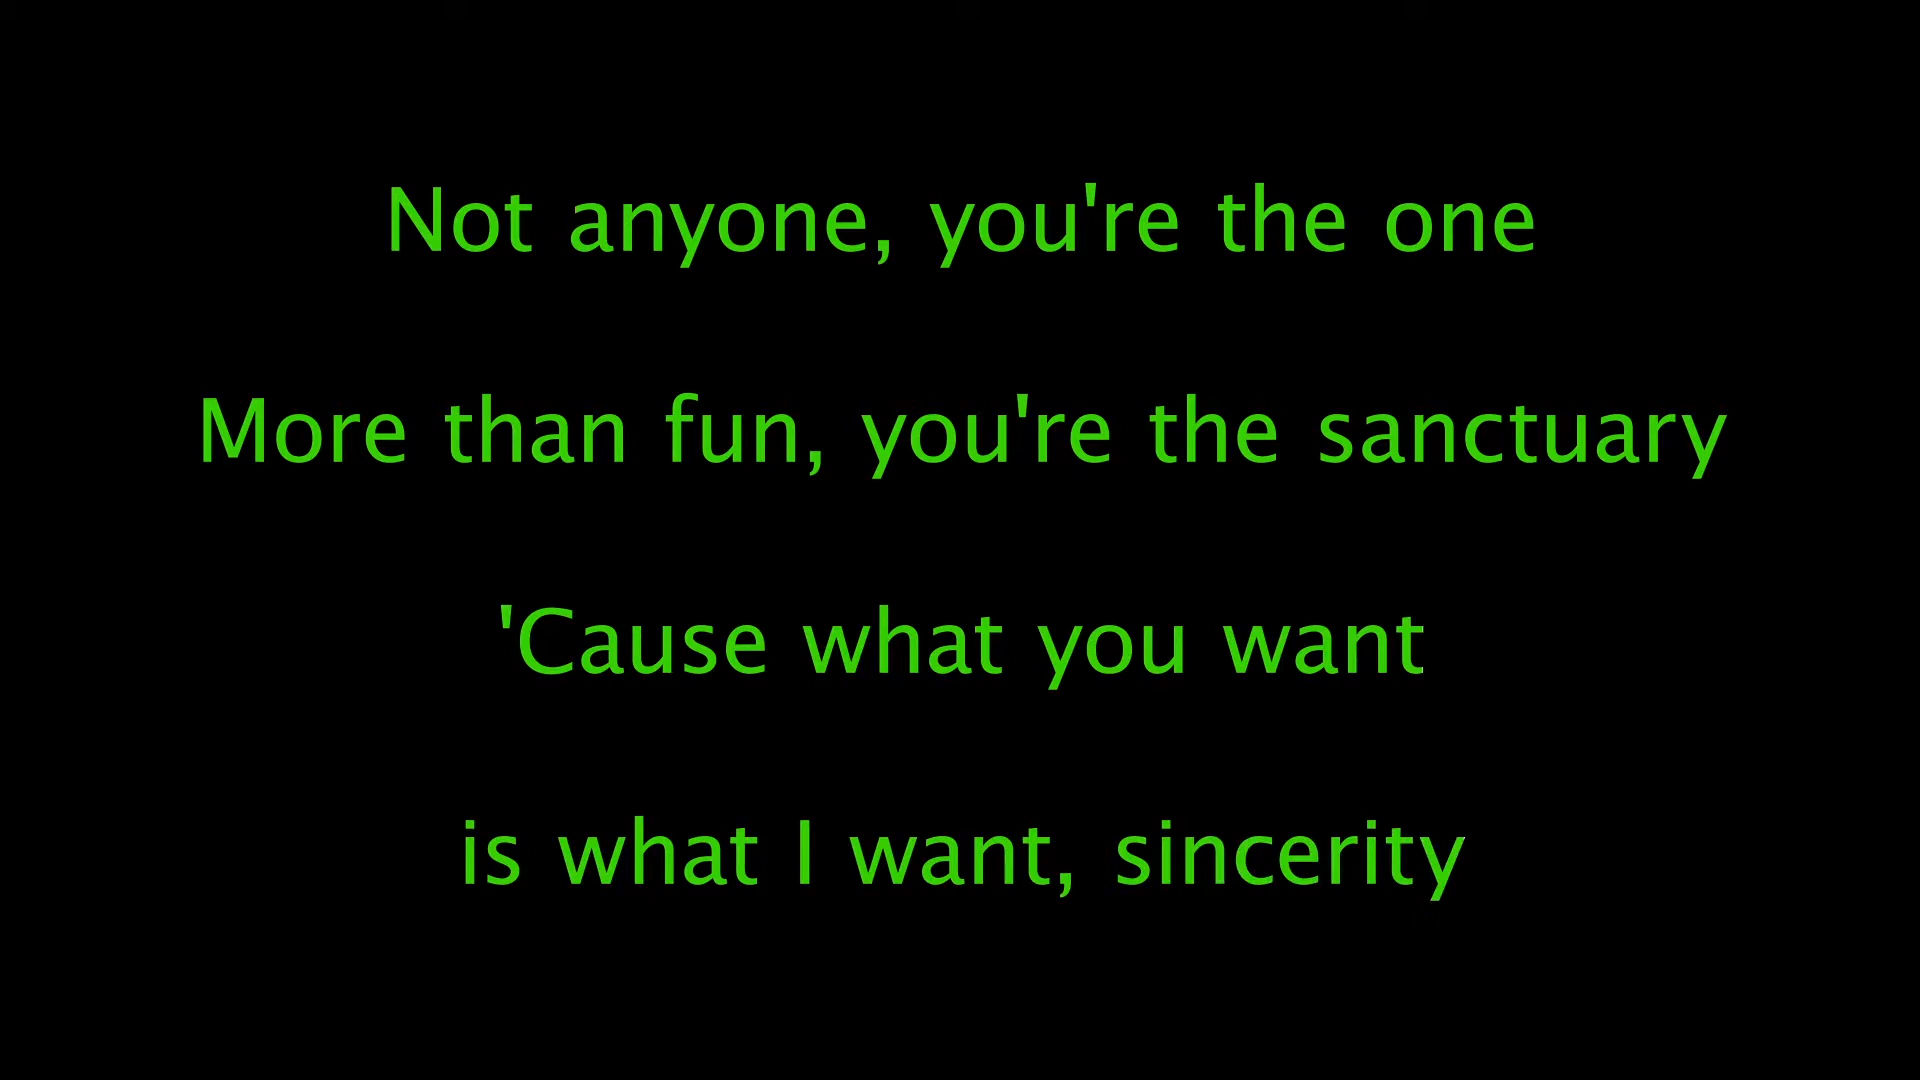 Not anyone, you're the one
More than fun, you're the sanctuary
'Cause what you want
is what I want, sincerity